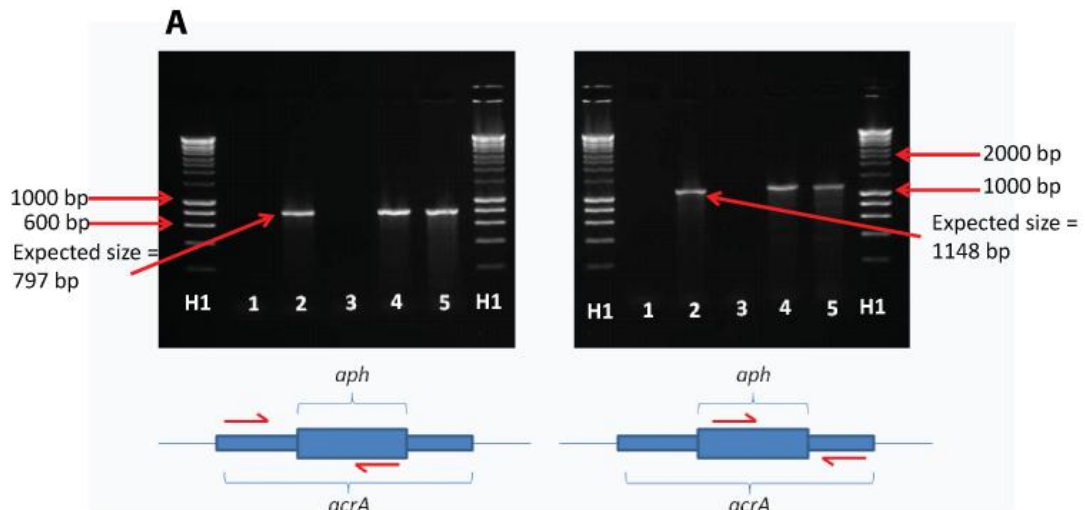 A
1000 bp
600 bp
Expected size =
797 bp
H1 1 2 3 4 5 H1
2000 bp
1000 bp
Expected size =
1148 bp
H1 1 2 3 4 5 H1
aph
acrA
aph
acrA